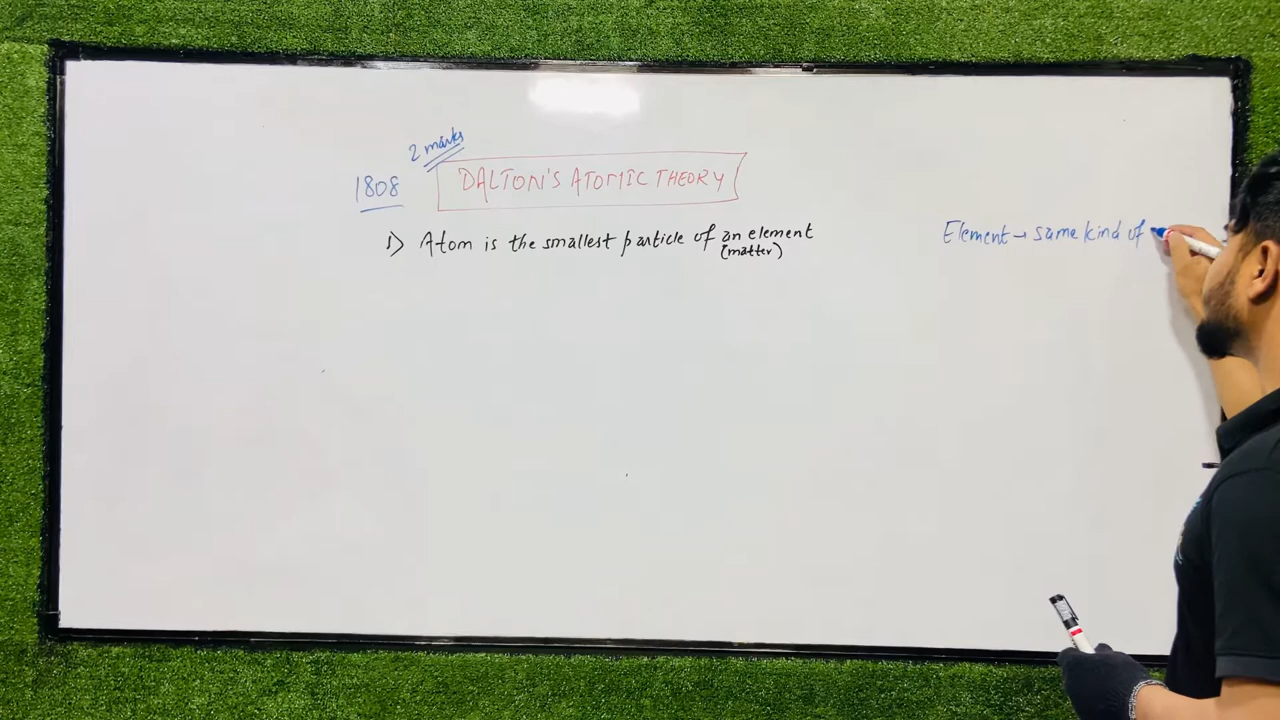 2 marks
1808 DALTON'S ATOMIC THEORY
1) Atom is the smallest particle of an element
(matter)
Element → same kind of